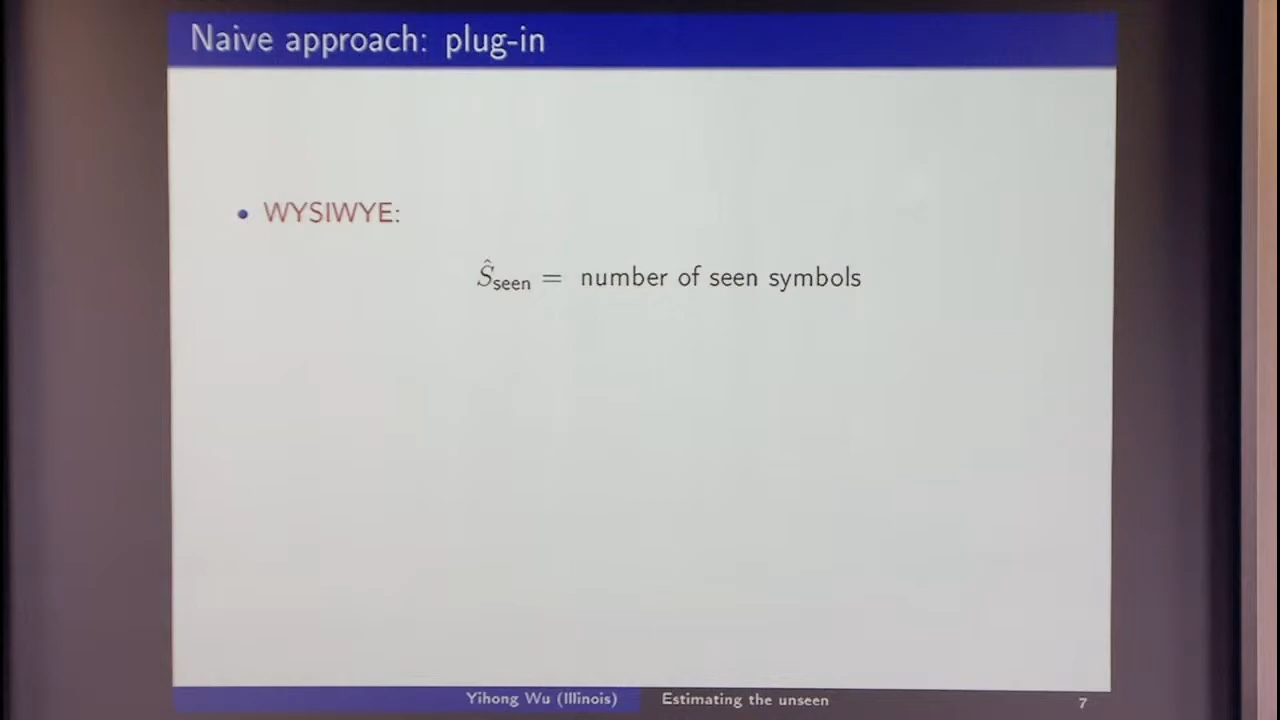 Naive approach: plug-in
• WYSIWYE:
Ŝseen = number of seen symbols
Yihong Wu (Illinois) Estimating the unseen 7